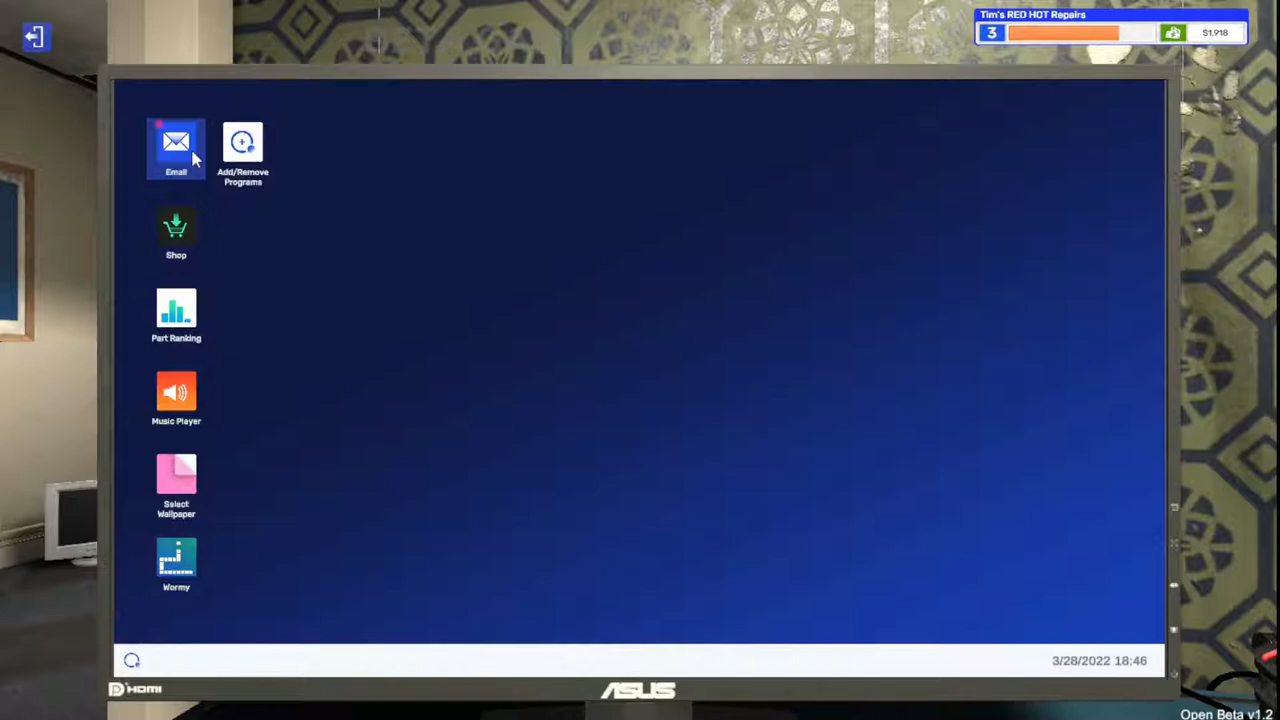 Tim's RED HOT Repairs
3
$1,918
Email
Add/Remove
Programs
Shop
Part Ranking
Music Player
Select
Wallpaper
Wormy
3/28/2022 18:46
HDMI
ASUS
Open Beta v1.2